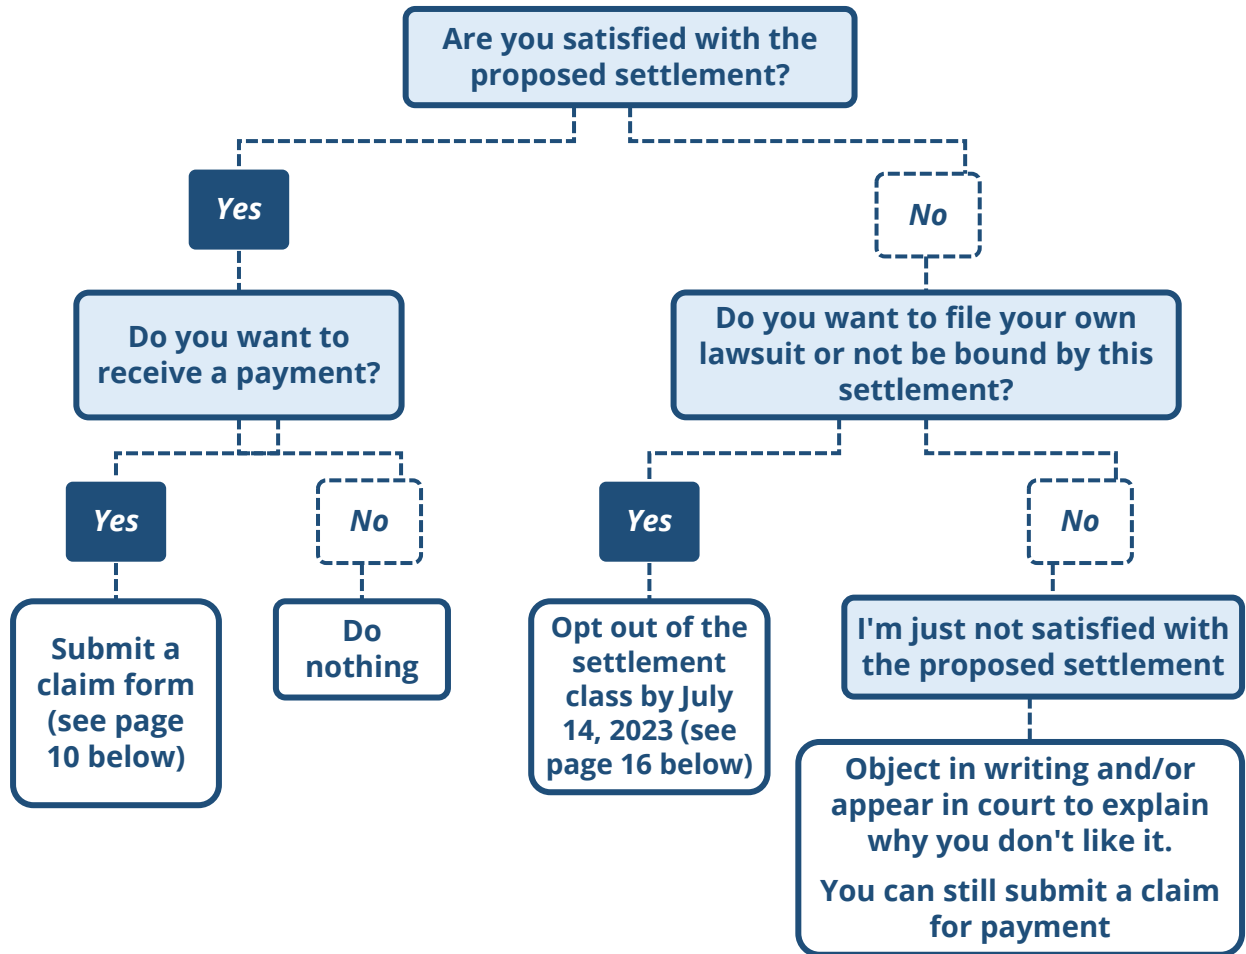 Are you satisfied with the
proposed settlement?
Yes
No
Do you want to
receive a payment?
Do you want to file your own
lawsuit or not be bound by this
settlement?
Yes
No
Yes
No
Submit a
claim form
(see page
10 below)
Do
nothing
Opt out of the
settlement
class by July
14, 2023 (see
page 16 below)
I'm just not satisfied with
the proposed settlement
Object in writing and/or
appear in court to explain
why you don't like it.
You can still submit a claim
for payment